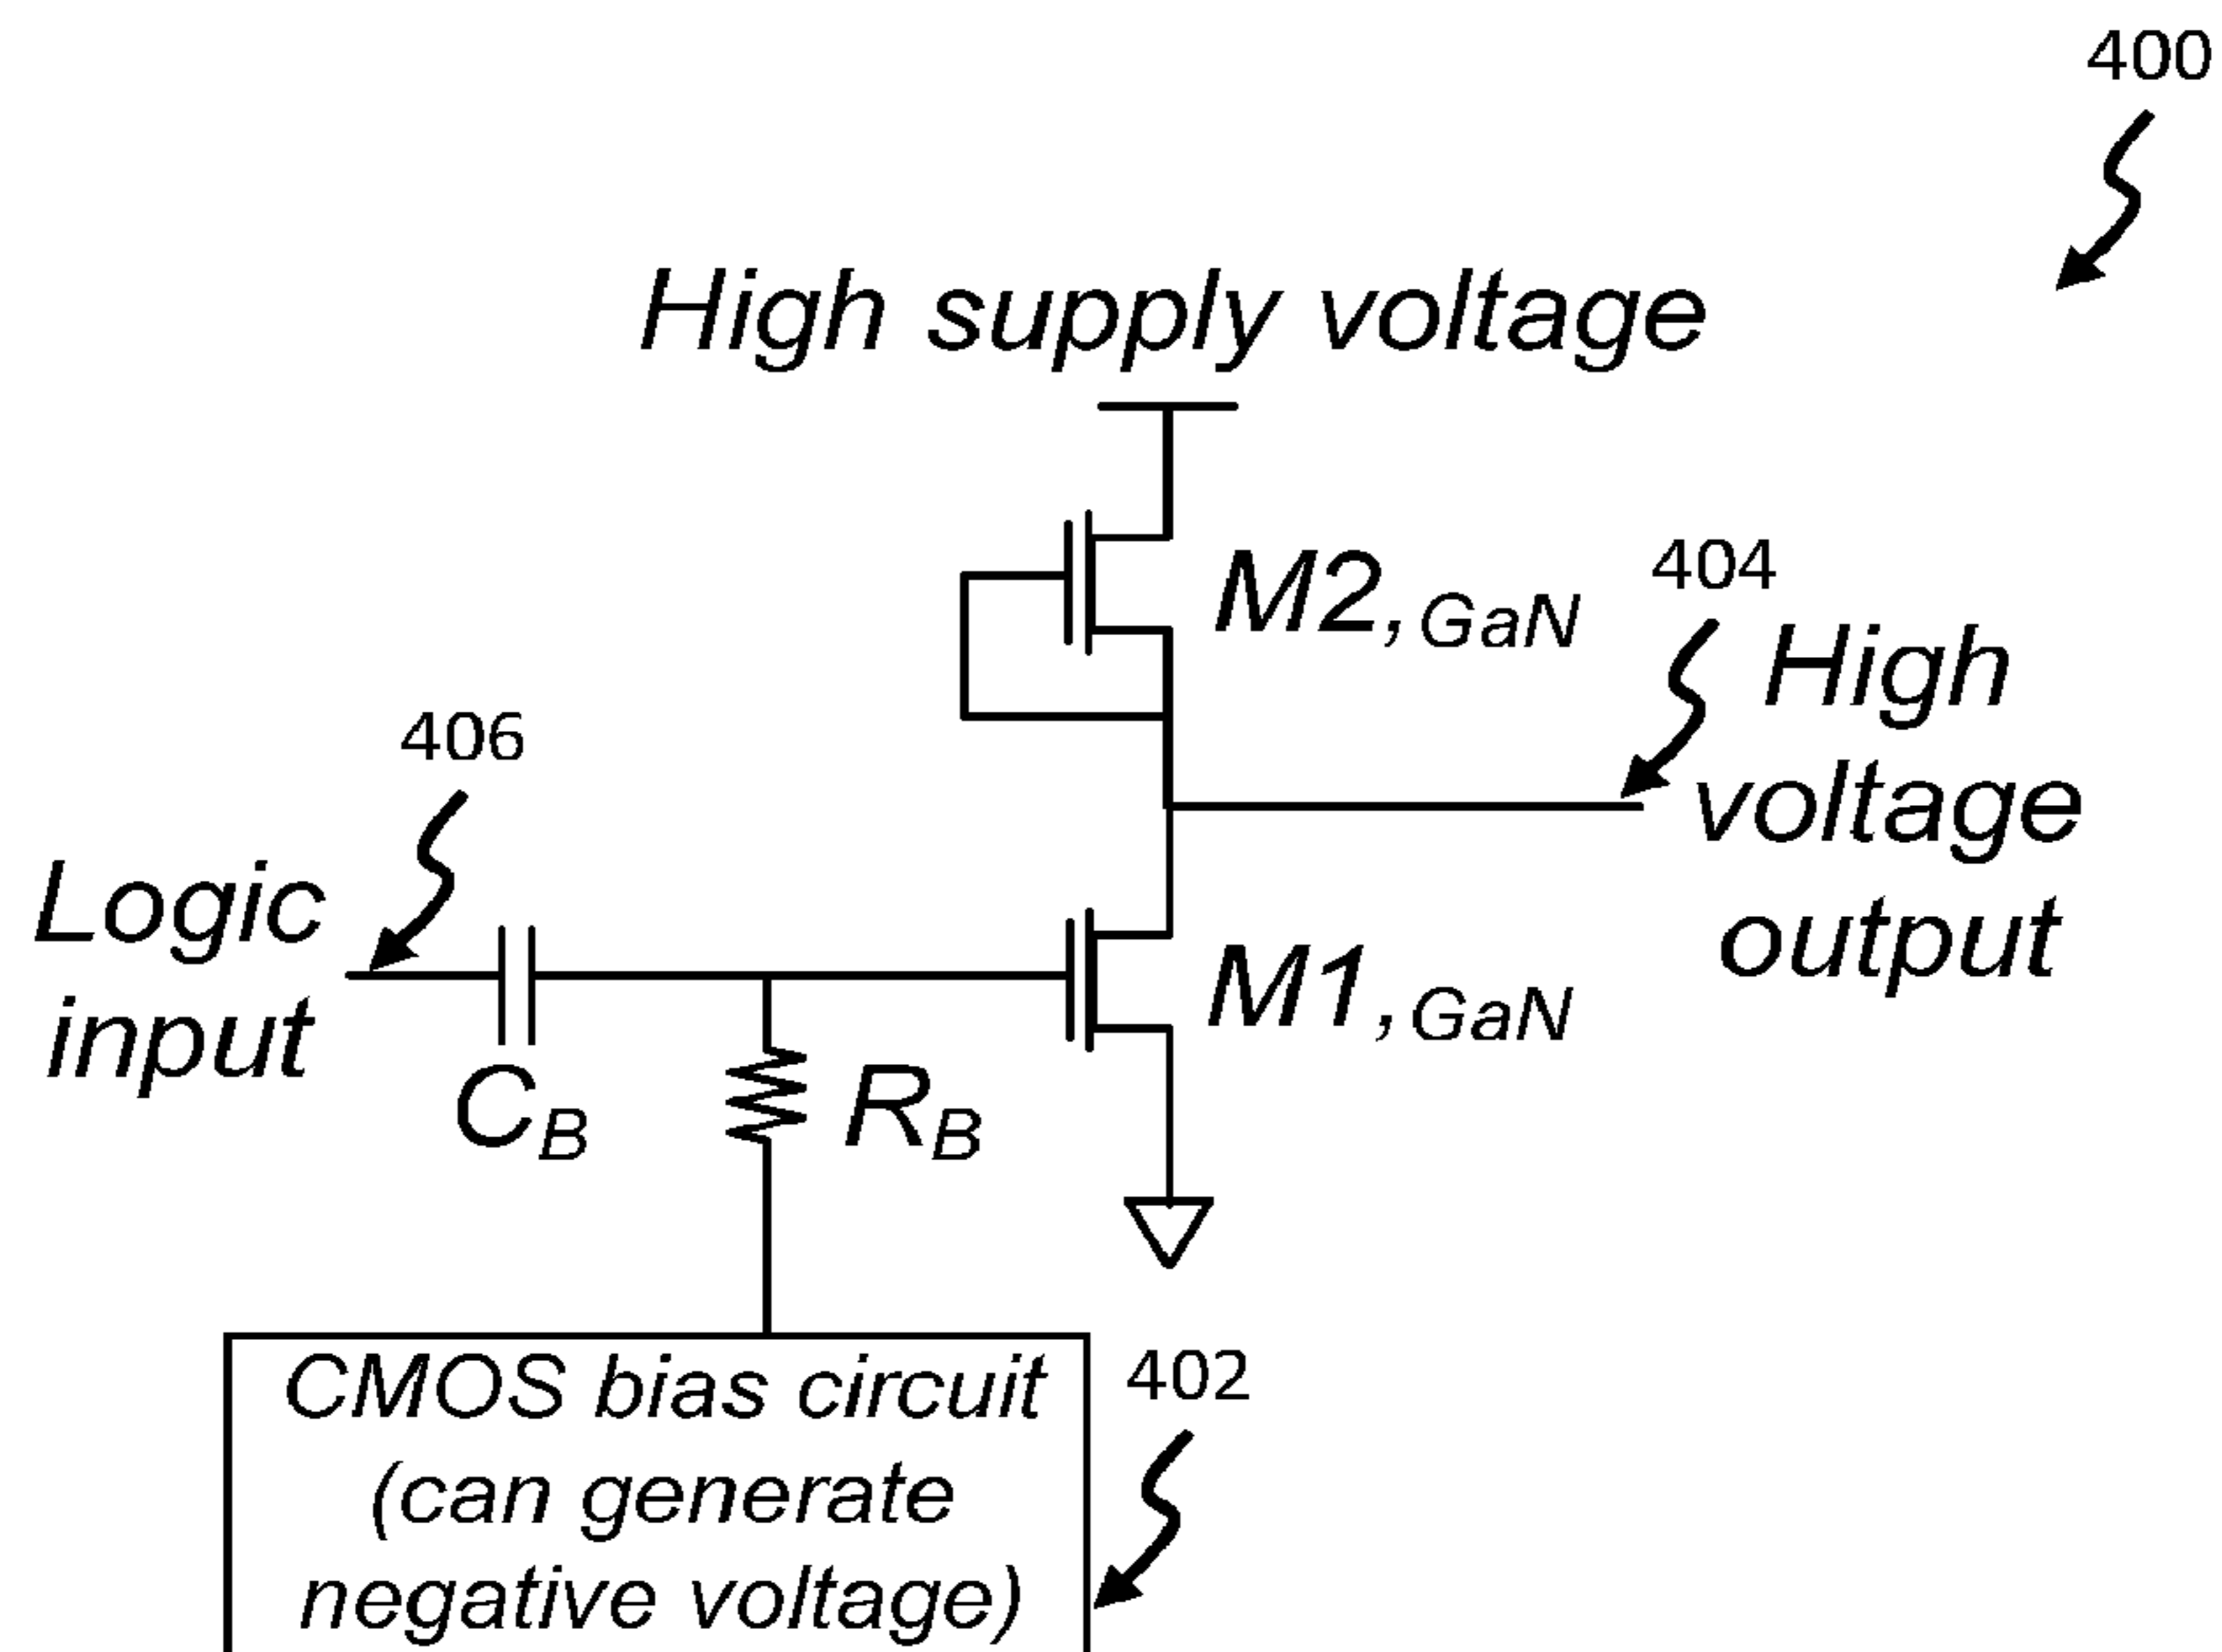 400
High supply voltage
M2,GaN
404
High
voltage
output
406
Logic
input
CB
RB
M1,GaN
CMOS bias circuit
(can generate
negative voltage)
402